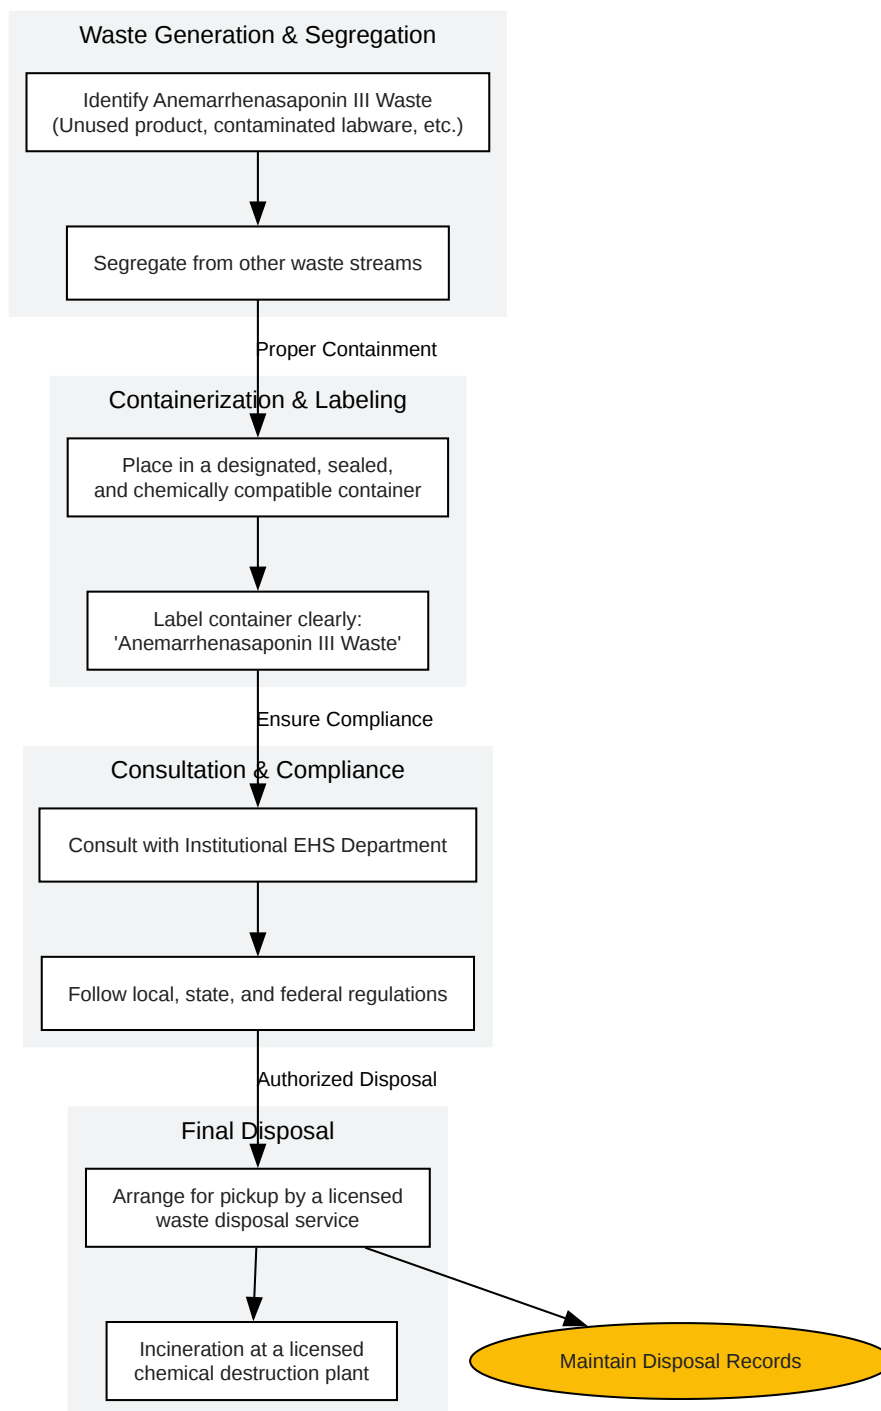 Waste Generation & Segregation
Identify Anemarrhenasaponin III Waste
(Unused product, contaminated labware, etc.)
Segregate from other waste streams
Proper Containment
Containerization & Labeling
Place in a designated, sealed,
and chemically compatible container
Label container clearly:
'Anemarrhenasaponin III Waste'
Ensure Compliance
Consultation & Compliance
Consult with Institutional EHS Department
Follow local, state, and federal regulations
Authorized Disposal
Final Disposal
Arrange for pickup by a licensed
waste disposal service
Incineration at a licensed
chemical destruction plant
Maintain Disposal Records